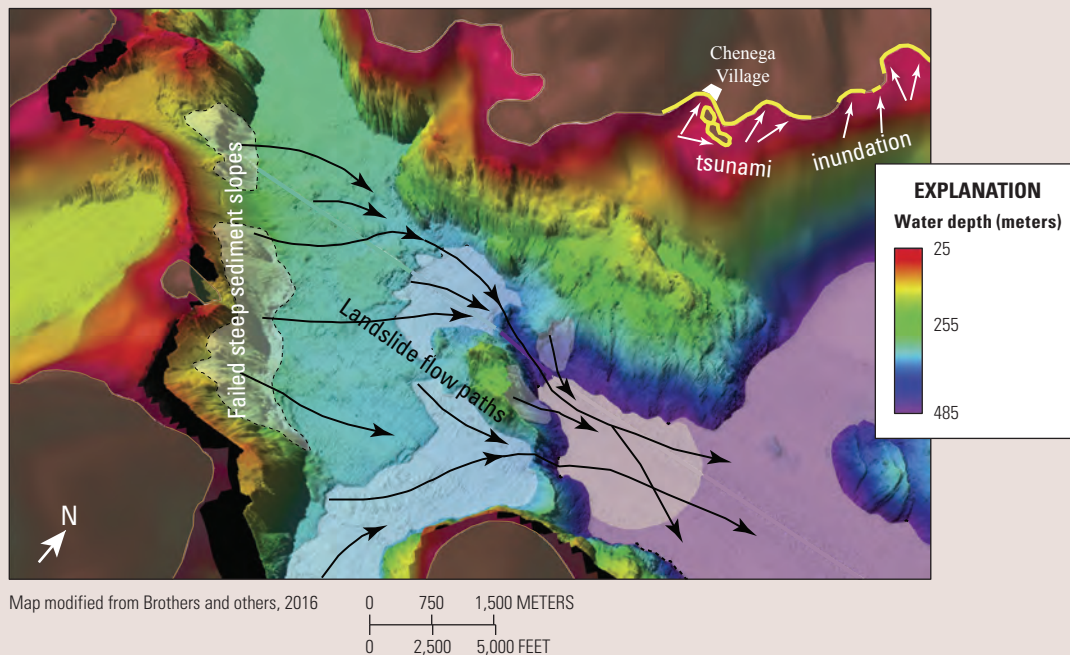 Chenega
Village
tsunami
inundation
Failed steep sediment slopes
Landslide flow paths
N
EXPLANATION
Water depth (meters)
25
255
485
Map modified from Brothers and others, 2016
0 750 1,500 METERS
0 2,500 5,000 FEET